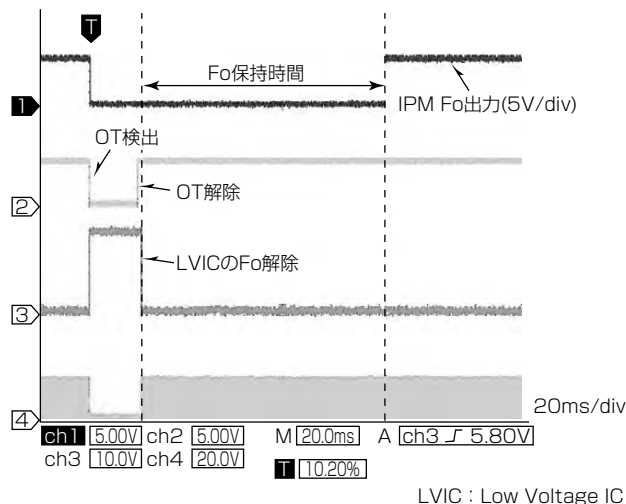 T
Fo保持時間
1
IPM Fo出力(5V/div)
OT検出
OT解除
2
LVICのFo解除
3
4
20ms/div
ch1 5.00V ch2 5.00V M 20.0ms A ch3 ノ 5.80V
ch3 10.0V ch4 20.0V T 10.20%
LVIC：Low Voltage IC